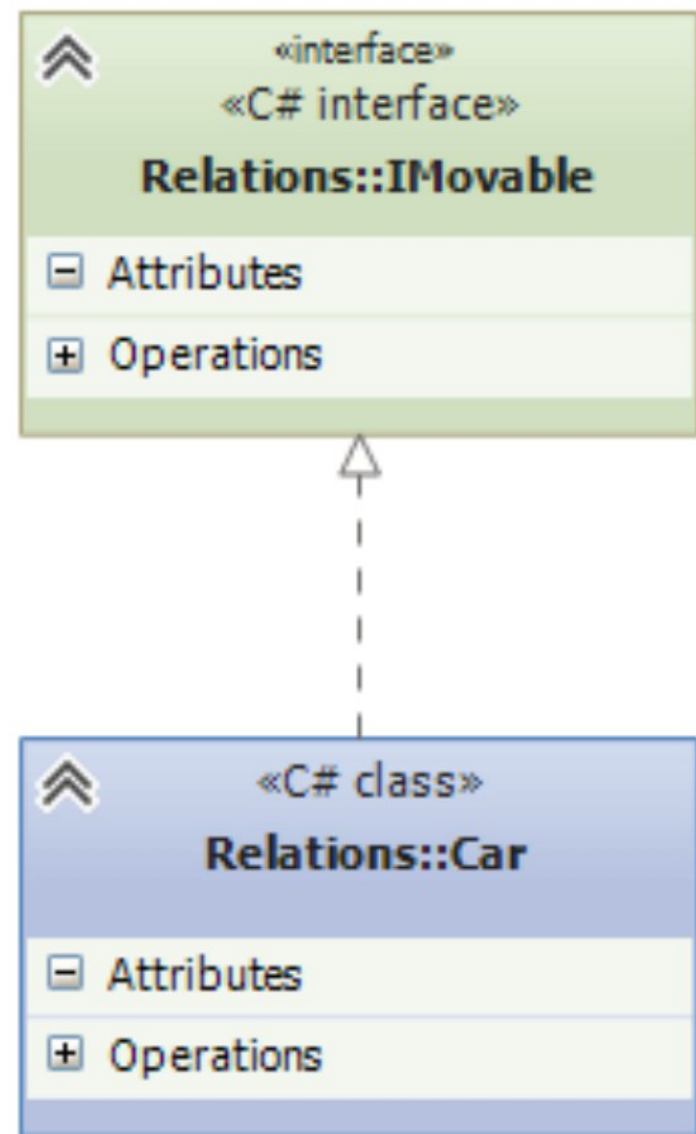 «interface»
«C# interface»
Relations::IMovable
Attributes
Operations
«C# class»
Relations::Car
Attributes
Operations